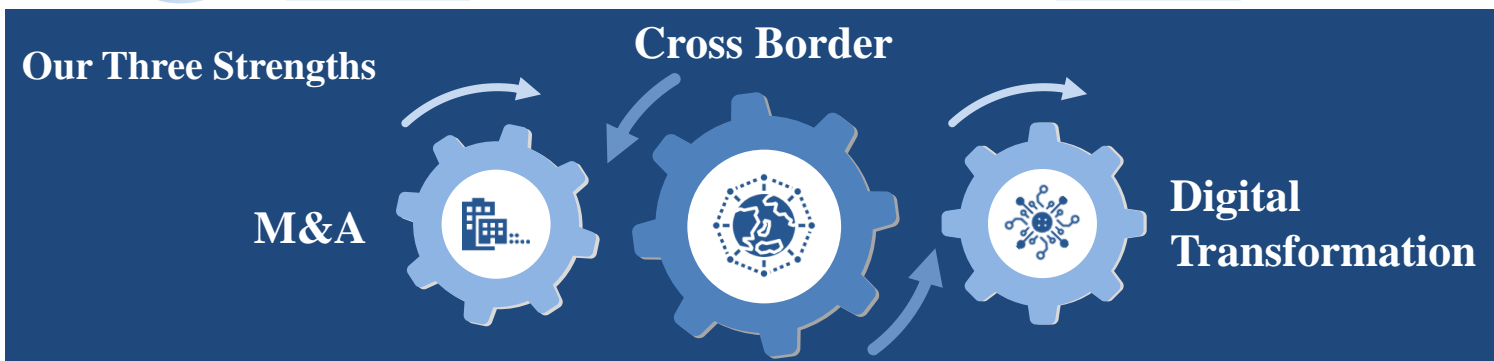 Our Three Strengths
Cross Border
M&A
Digital
Transformation